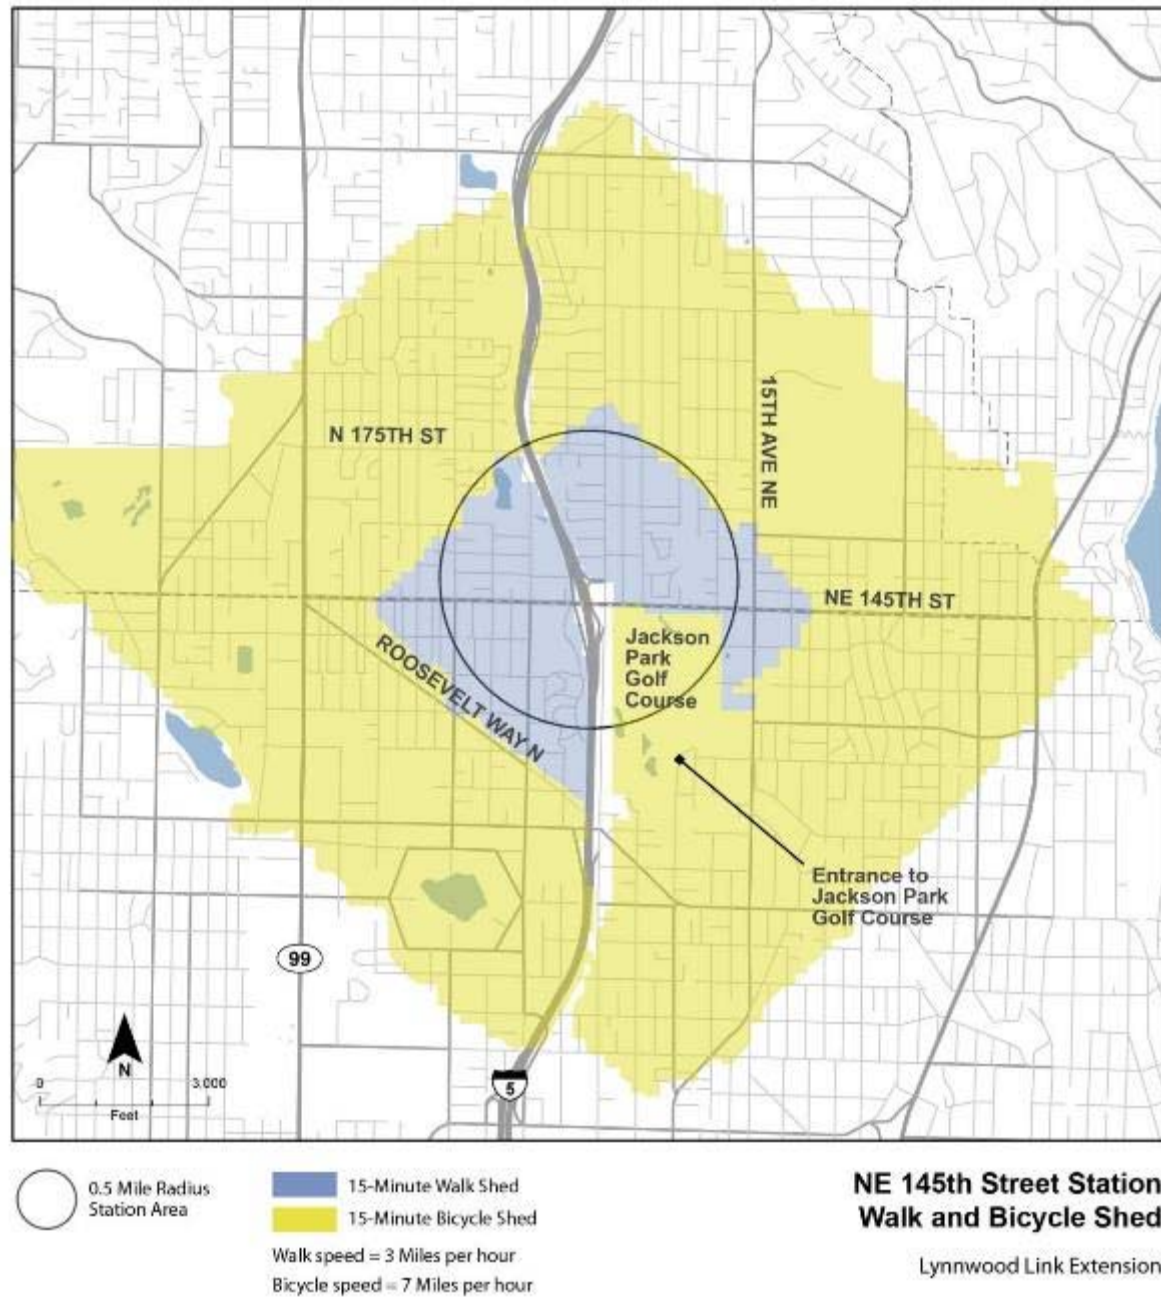 N 175TH ST
15TH AVE NE
NE 145TH ST
Jackson
Park
Golf
Course
ROOSEVELT WAY N
Entrance to
Jackson Park
Golf Course
99
N
0 3,000
Feet
5
0.5 Mile Radius
Station Area
15-Minute Walk Shed
15-Minute Bicycle Shed
Walk speed = 3 Miles per hour
Bicycle speed = 7 Miles per hour
NE 145th Street Station
Walk and Bicycle Shed
Lynnwood Link Extension